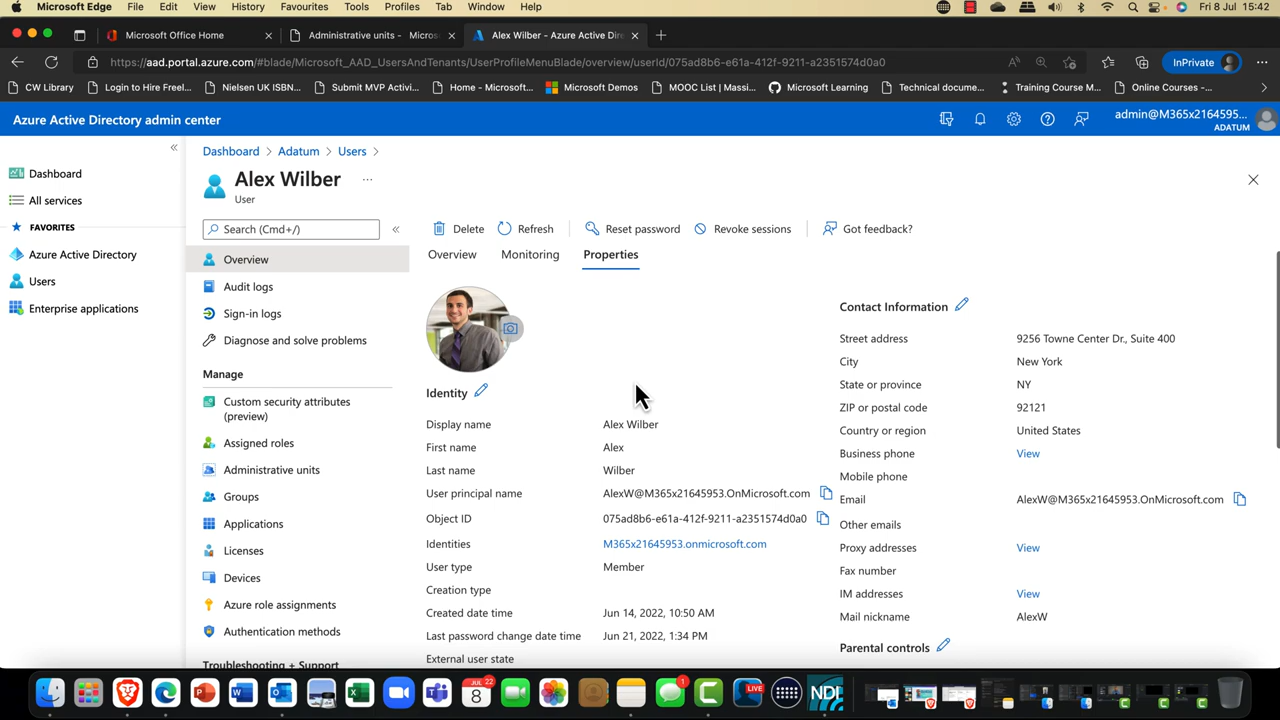 Microsoft Edge File Edit View History Favourites Tools Profiles Tab Window Help Fri 8 Jul 15:42
Microsoft Office Home
Administrative units - Micros
Alex Wilber - Azure Active Dire
https://aad.portal.azure.com/#blade/Microsoft_AAD_UsersAndTenants/UserProfileMenuBlade/overview/userId/075ad8b6-e61a-412f-9211-a2351574d0a0
InPrivate
CW Library
Login to Hire Freel...
Nielsen UK ISBN...
Submit MVP Activi...
Home - Microsoft...
Microsoft Demos
MOOC List | Massi...
Microsoft Learning
Technical docume...
Training Course M...
Online Courses -...
Azure Active Directory admin center
admin@M365x2164595...
ADATUM
Dashboard
All services
FAVORITES
Azure Active Directory
Users
Enterprise applications
Dashboard > Adatum > Users >
Alex Wilber ...
User
Search (Cmd+/)
Overview
Audit logs
Sign-in logs
Diagnose and solve problems
Manage
Custom security attributes
(preview)
Assigned roles
Administrative units
Groups
Applications
Licenses
Devices
Azure role assignments
Authentication methods
Troubleshooting + Support
Delete Refresh Reset password Revoke sessions Got feedback?
Overview Monitoring Properties
Identity
Display name Alex Wilber
First name Alex
Last name Wilber
User principal name AlexW@M365x21645953.OnMicrosoft.com
Object ID 075ad8b6-e61a-412f-9211-a2351574d0a0
Identities M365x21645953.onmicrosoft.com
User type Member
Creation type
Created date time Jun 14, 2022, 10:50 AM
Last password change date time Jun 21, 2022, 1:34 PM
External user state
Contact Information
Street address 9256 Towne Center Dr., Suite 400
City New York
State or province NY
ZIP or postal code 92121
Country or region United States
Business phone View
Mobile phone
Email AlexW@M365x21645953.OnMicrosoft.com
Other emails
Proxy addresses View
Fax number
IM addresses View
Mail nickname AlexW
Parental controls
JUL
8
22
1
LIVE
NDI